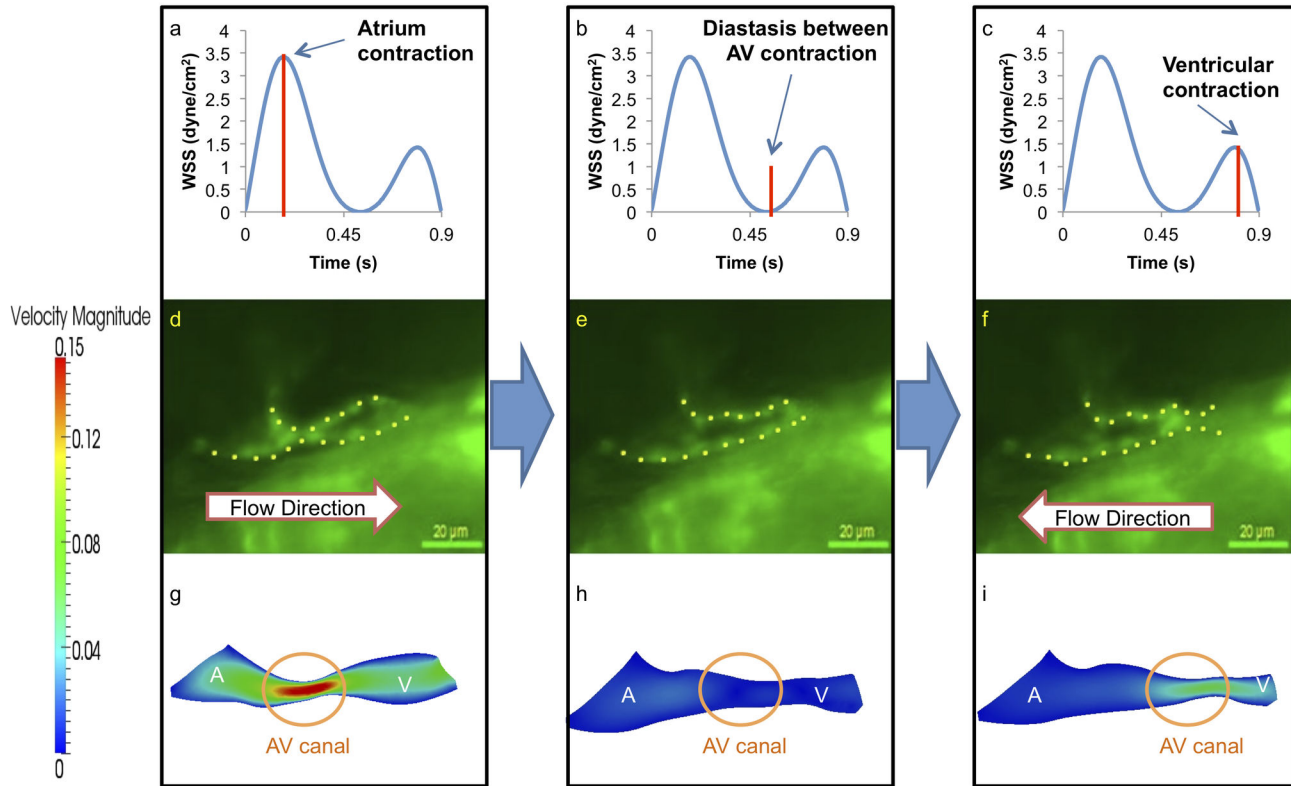 a
Atrium
contraction
WSS (dyne/cm²)
4
3.5
3
2.5
2
1.5
1
0.5
0
0
0.45
0.9
Time (s)
b
Diastasis between
AV contraction
WSS (dyne/cm²)
4
3.5
3
2.5
2
1.5
1
0.5
0
0
0.45
0.9
Time (s)
c
Ventricular
contraction
WSS (dyne/cm²)
4
3.5
3
2.5
2
1.5
1
0.5
0
0
0.45
0.9
Time (s)
Velocity Magnitude
0.15
0.12
0.08
0.04
0
d
Flow Direction
20 µm
e
20 µm
f
Flow Direction
20 µm
g
A
V
AV canal
h
A
V
AV canal
i
A
V
AV canal